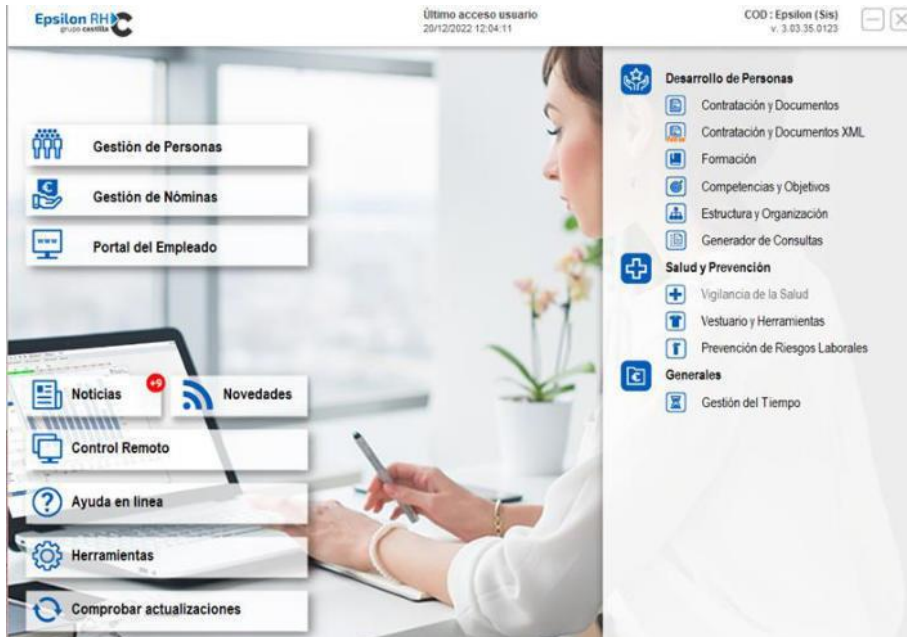 Epsilon RH
grupo castilla
Último acceso usuario
20/12/2022 12:04:11
COD : Epsilon (Sis)
v. 3.03.35.0123
Gestión de Personas
Gestión de Nóminas
www
Portal del Empleado
Noticias
+9
Novedades
Control Remoto
Ayuda en linea
Herramientas
Comprobar actualizaciones
Desarrollo de Personas
Contratación y Documentos
Contratación y Documentos XML
Formación
Competencias y Objetivos
Estructura y Organización
Generador de Consultas
Salud y Prevención
Vigilancia de la Salud
Vestuario y Herramientas
Prevención de Riesgos Laborales
Generales
Gestión del Tiempo